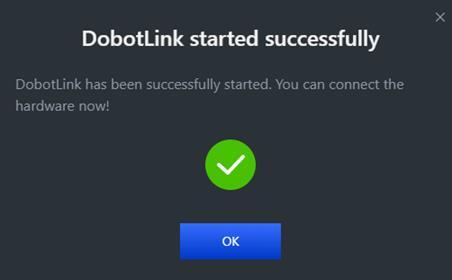 DobotLink started successfully
DobotLink has been successfully started. You can connect the
hardware now!
OK